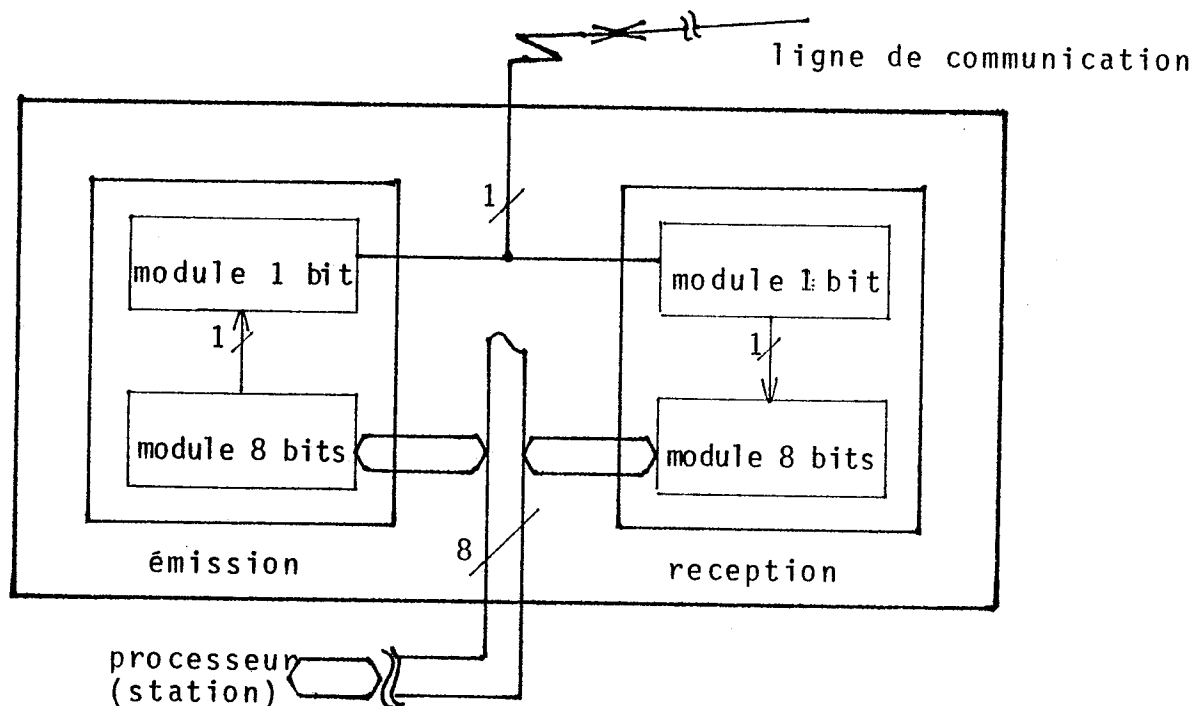 ligne de communication
1
module 1 bit
module 1 bit
1
1
module 8 bits
module 8 bits
8
émission
reception
processeur
(station)